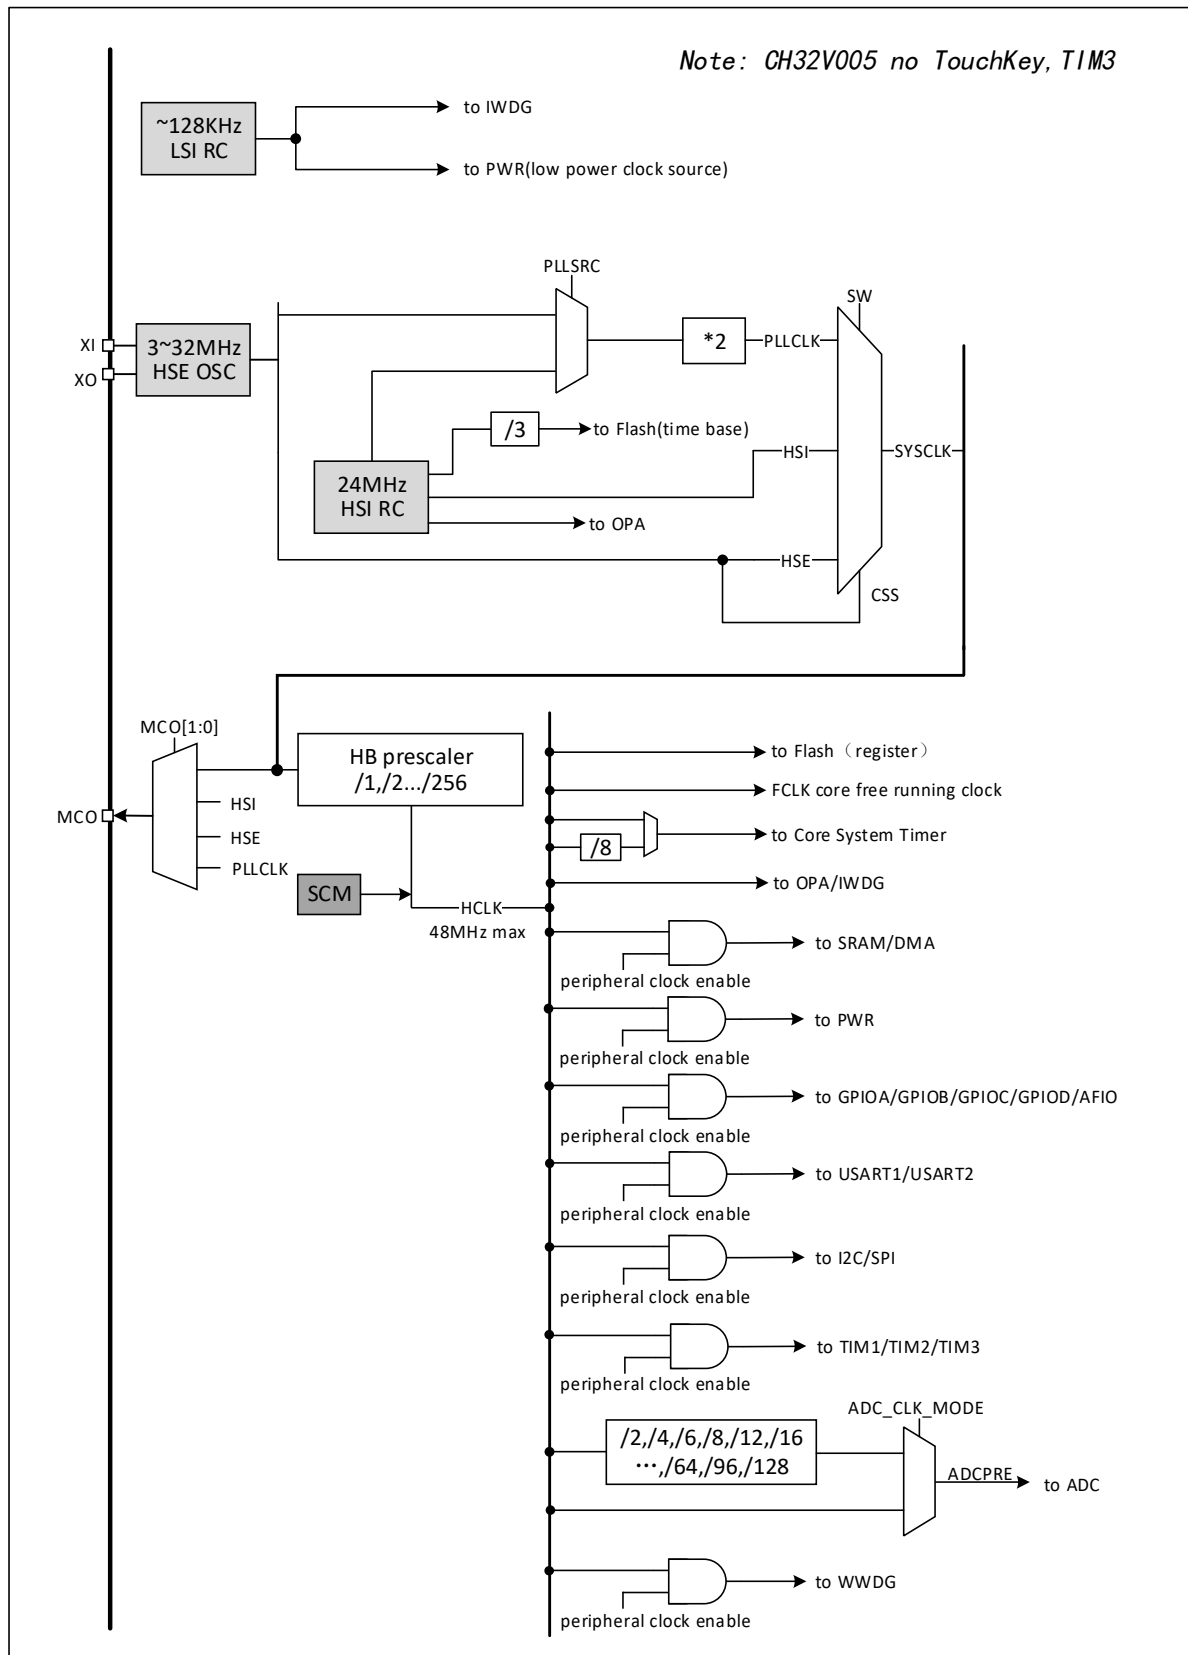 Note: CH32V005 no TouchKey, TIM3
~128KHz
LSI RC
to IWDG
to PWR(low power clock source)
PLLSRC
SW
XI
XO
3~32MHz
HSE OSC
*2
PLLCLK
/3
to Flash(time base)
24MHz
HSI RC
HSI
SYSCLK
to OPA
HSE
CSS
MCO[1:0]
HB prescaler
/1,/2.../256
HSI
HSE
PLLCLK
MCO
SCM
HCLK
48MHz max
to Flash（register）
FCLK core free running clock
/8
to Core System Timer
to OPA/IWDG
to SRAM/DMA
peripheral clock enable
to PWR
peripheral clock enable
to GPIOA/GPIOB/GPIOC/GPIOD/AFIO
peripheral clock enable
to USART1/USART2
peripheral clock enable
to I2C/SPI
peripheral clock enable
to TIM1/TIM2/TIM3
peripheral clock enable
ADC_CLK_MODE
/2,/4,/6,/8,/12,/16
…,/64,/96,/128
ADCPRE
to ADC
to WWDG
peripheral clock enable